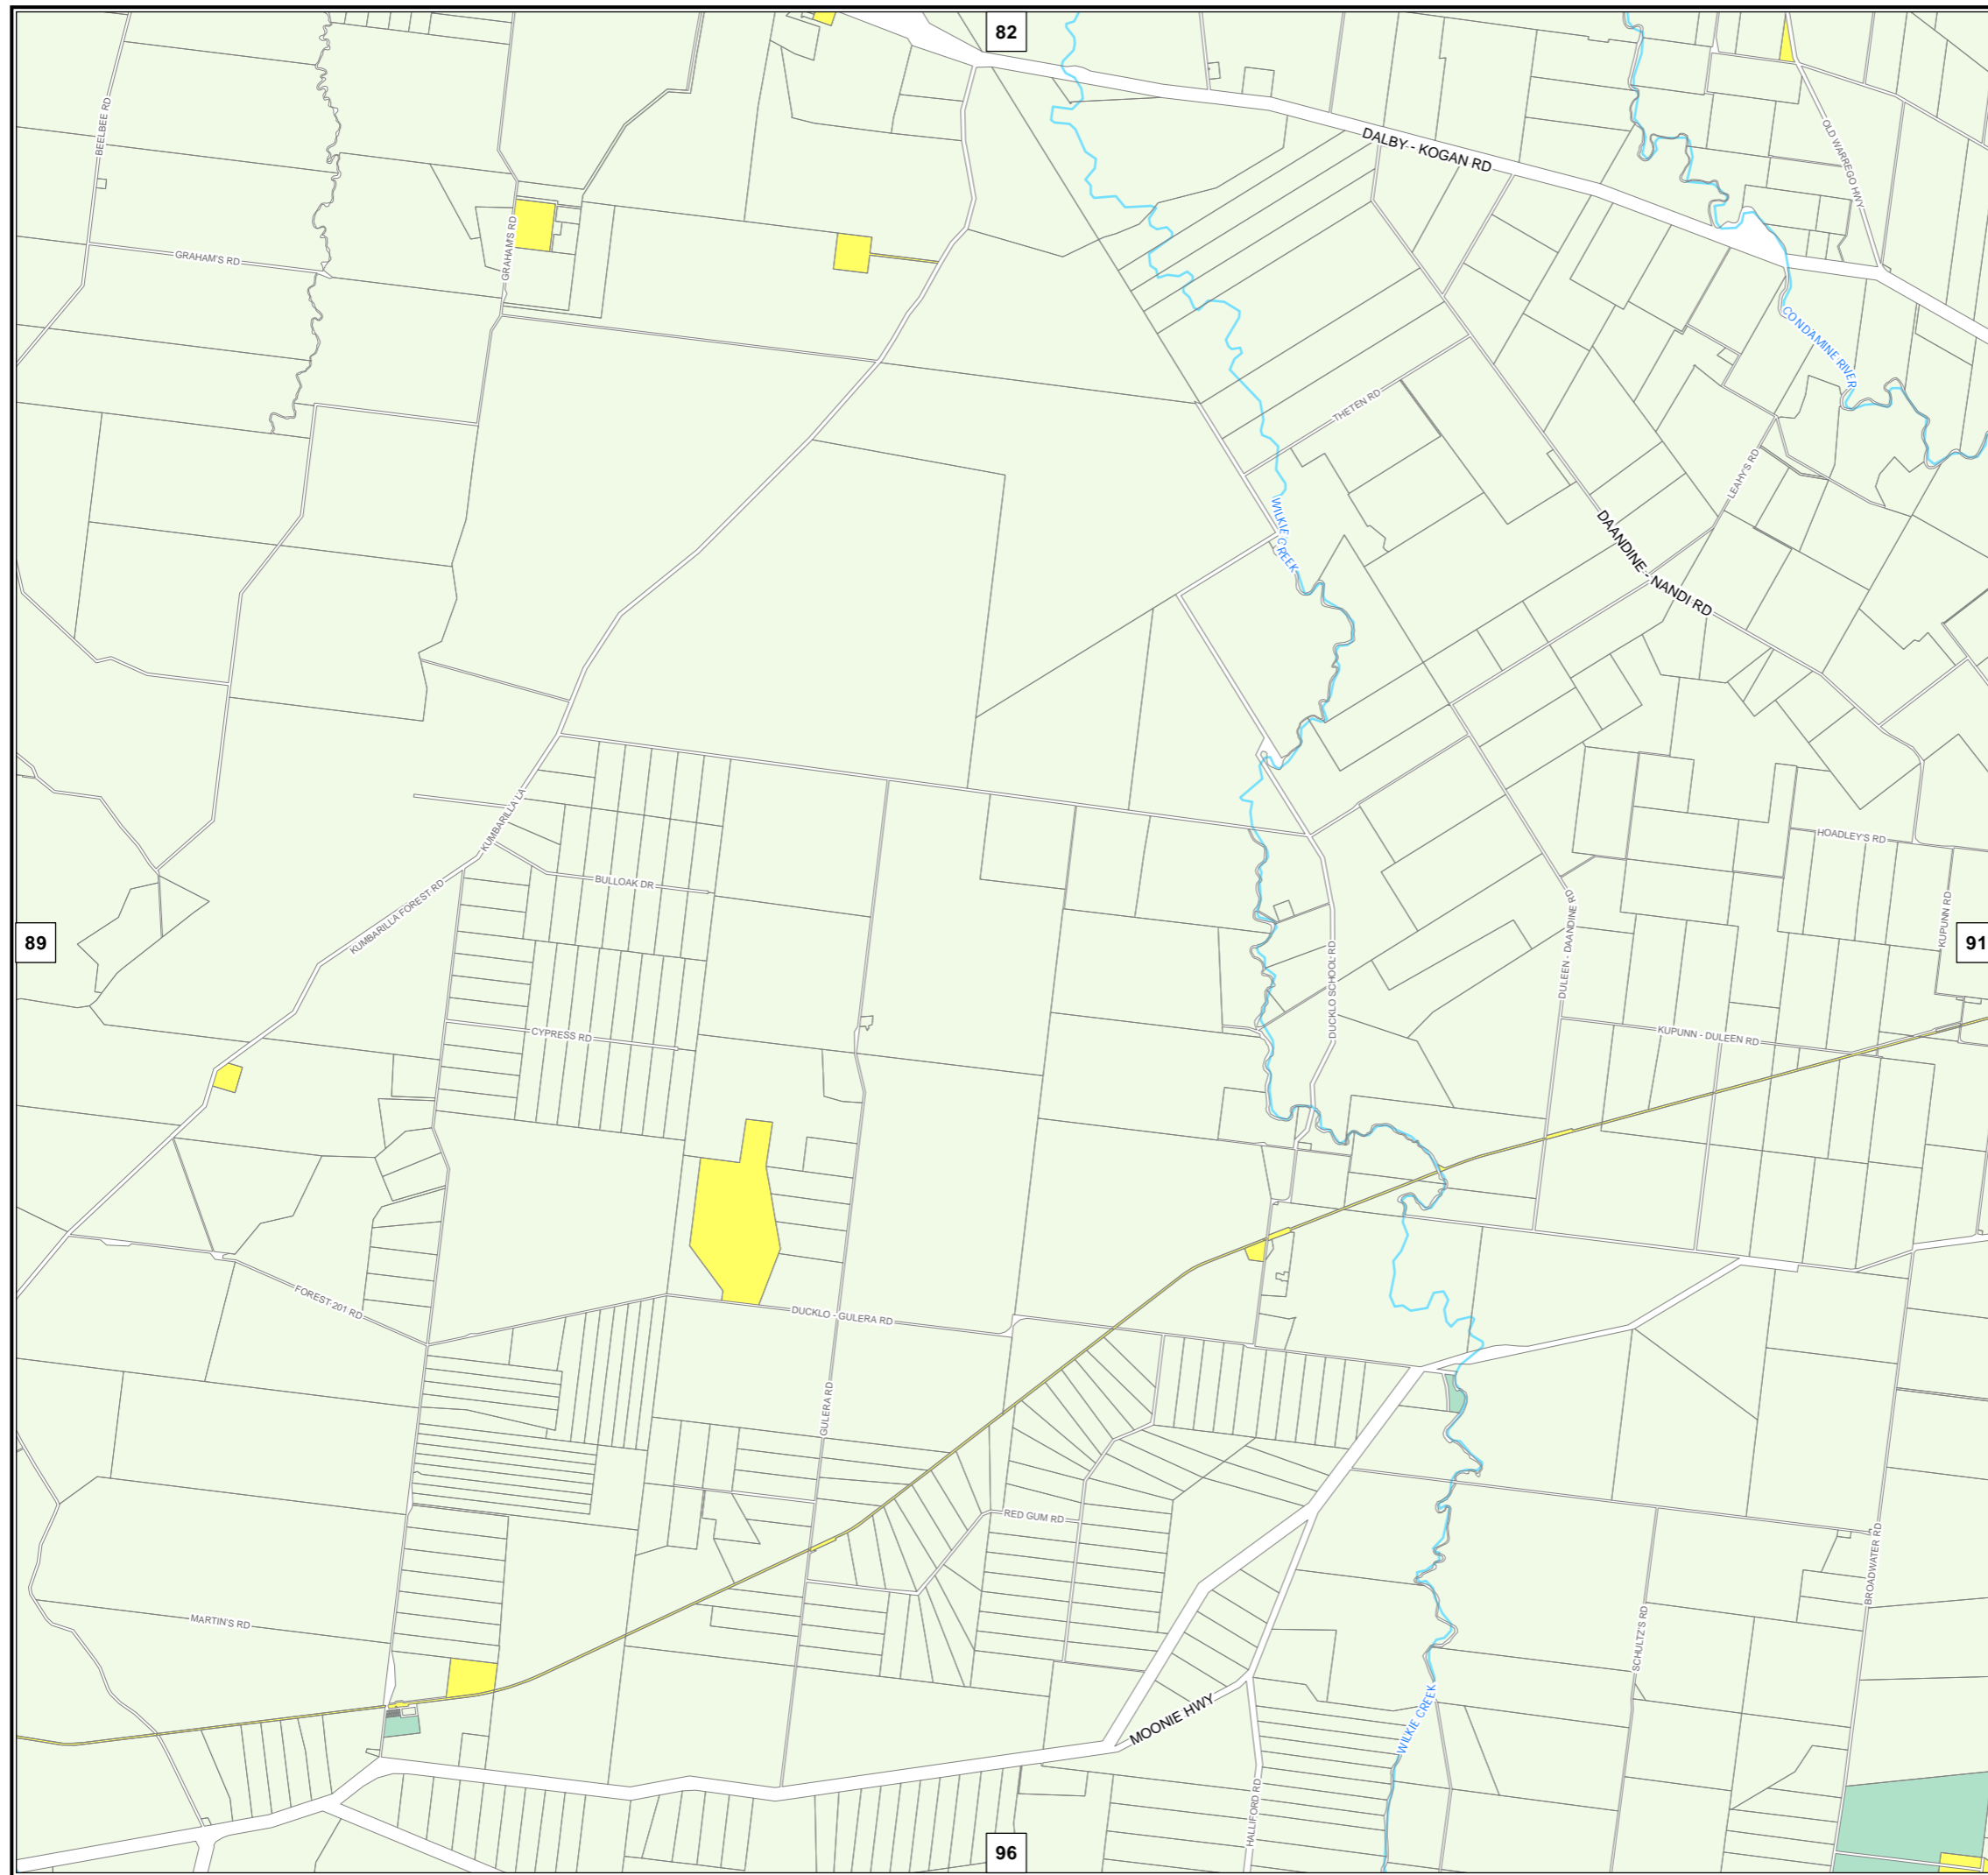 82
BEELBEE RD
DALBY - KOGAN RD
OLD WARREGO HWY
GRAHAM'S RD
GRAHAM'S RD
CONDAMINE RIVER
THETEN RD
LEAHY'S RD
WILKIE CREEK
DAANDINE - NANDI RD
KUMBARILLA LA
HOADLEY'S RD
BULLOAK DR
KUMBARILLA FOREST RD
DULEEN - DAANDINE RD
KUPUNN RD
89
91
DUCKLO SCHOOL RD
CYPRESS RD
KUPUNN - DULEEN RD
FOREST 201 RD
DUCKLO - GULERA RD
GULERA RD
RED GUM RD
BROADWATER RD
MARTIN'S RD
SCHULTZ'S RD
MOONIE HWY
WILKIE CREEK
HALLIFORD RD
96